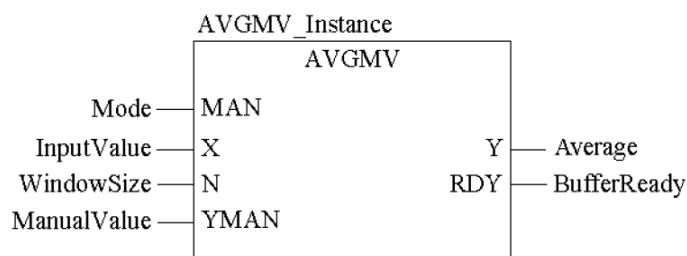 AVGMV_Instance
AVGMV
Mode MAN
InputValue X Y Average
WindowSize N RDY BufferReady
ManualValue YMAN